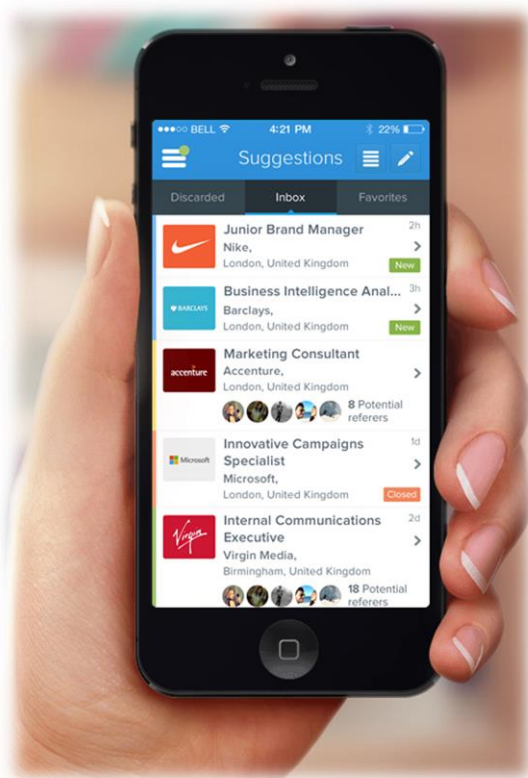 BELL 4:21 PM 22%
Suggestions
Discarded Inbox Favorites
Junior Brand Manager 2h
Nike,
London, United Kingdom New
Business Intelligence Anal... 3h
BARCLAYS Barclays,
London, United Kingdom New
Marketing Consultant
accenture Accenture,
London, United Kingdom
8 Potential
referers
Innovative Campaigns 1d
Specialist
Microsoft Microsoft,
London, United Kingdom Closed
Internal Communications 2d
Executive
Virgin Virgin Media,
Birmingham, United Kingdom
18 Potential
referers